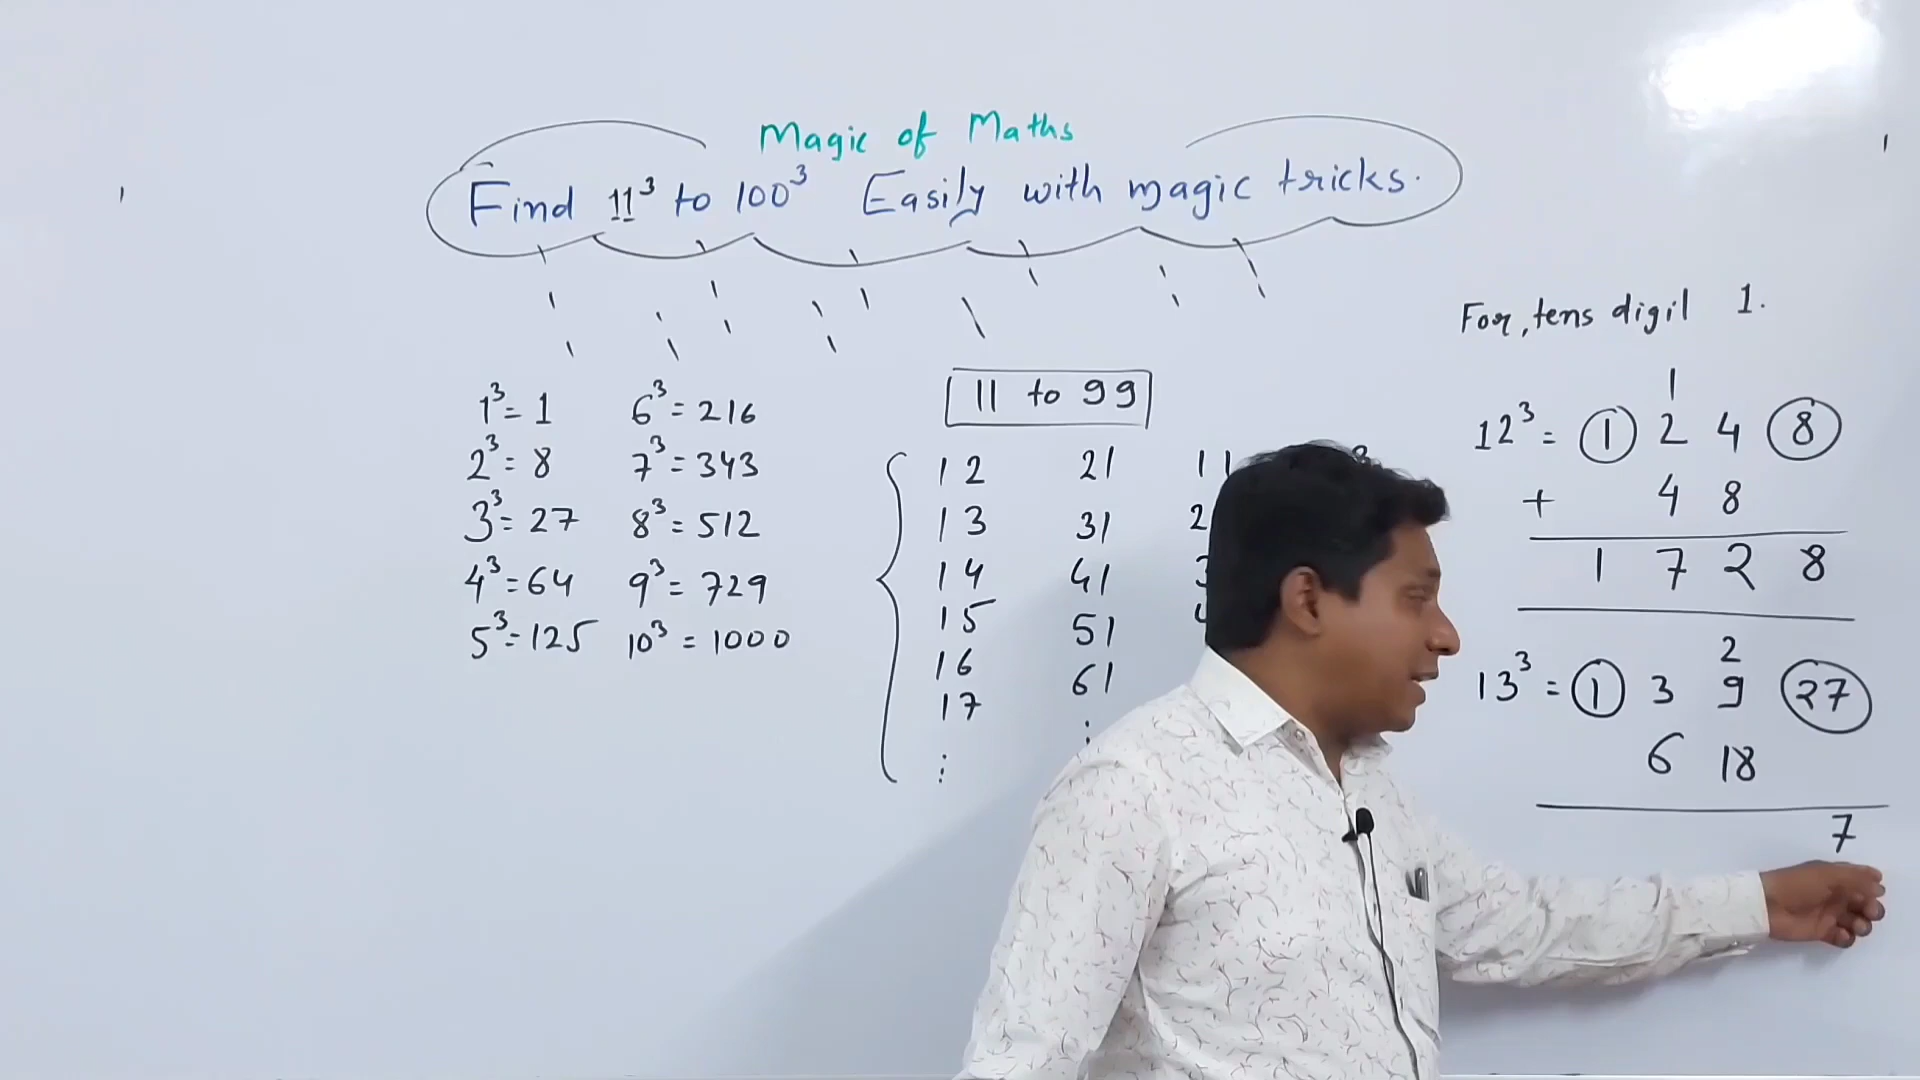 Magic of Maths
Find 11³ to 100³ Easily with magic tricks.
For, tens digil 1.
1³= 1 6³= 216
2³= 8 7³= 343
3³= 27 8³= 512
4³= 64 9³= 729
5³= 125 10³ = 1000
11 to 99
12 21 11
13 31 2
14 41
15 51
16 61
17
⋮ ⋮
1
12³ = 1 2 4 8
+ 4 8
1 7 2 8
2
13³ = 1 3 9 27
6 18
7